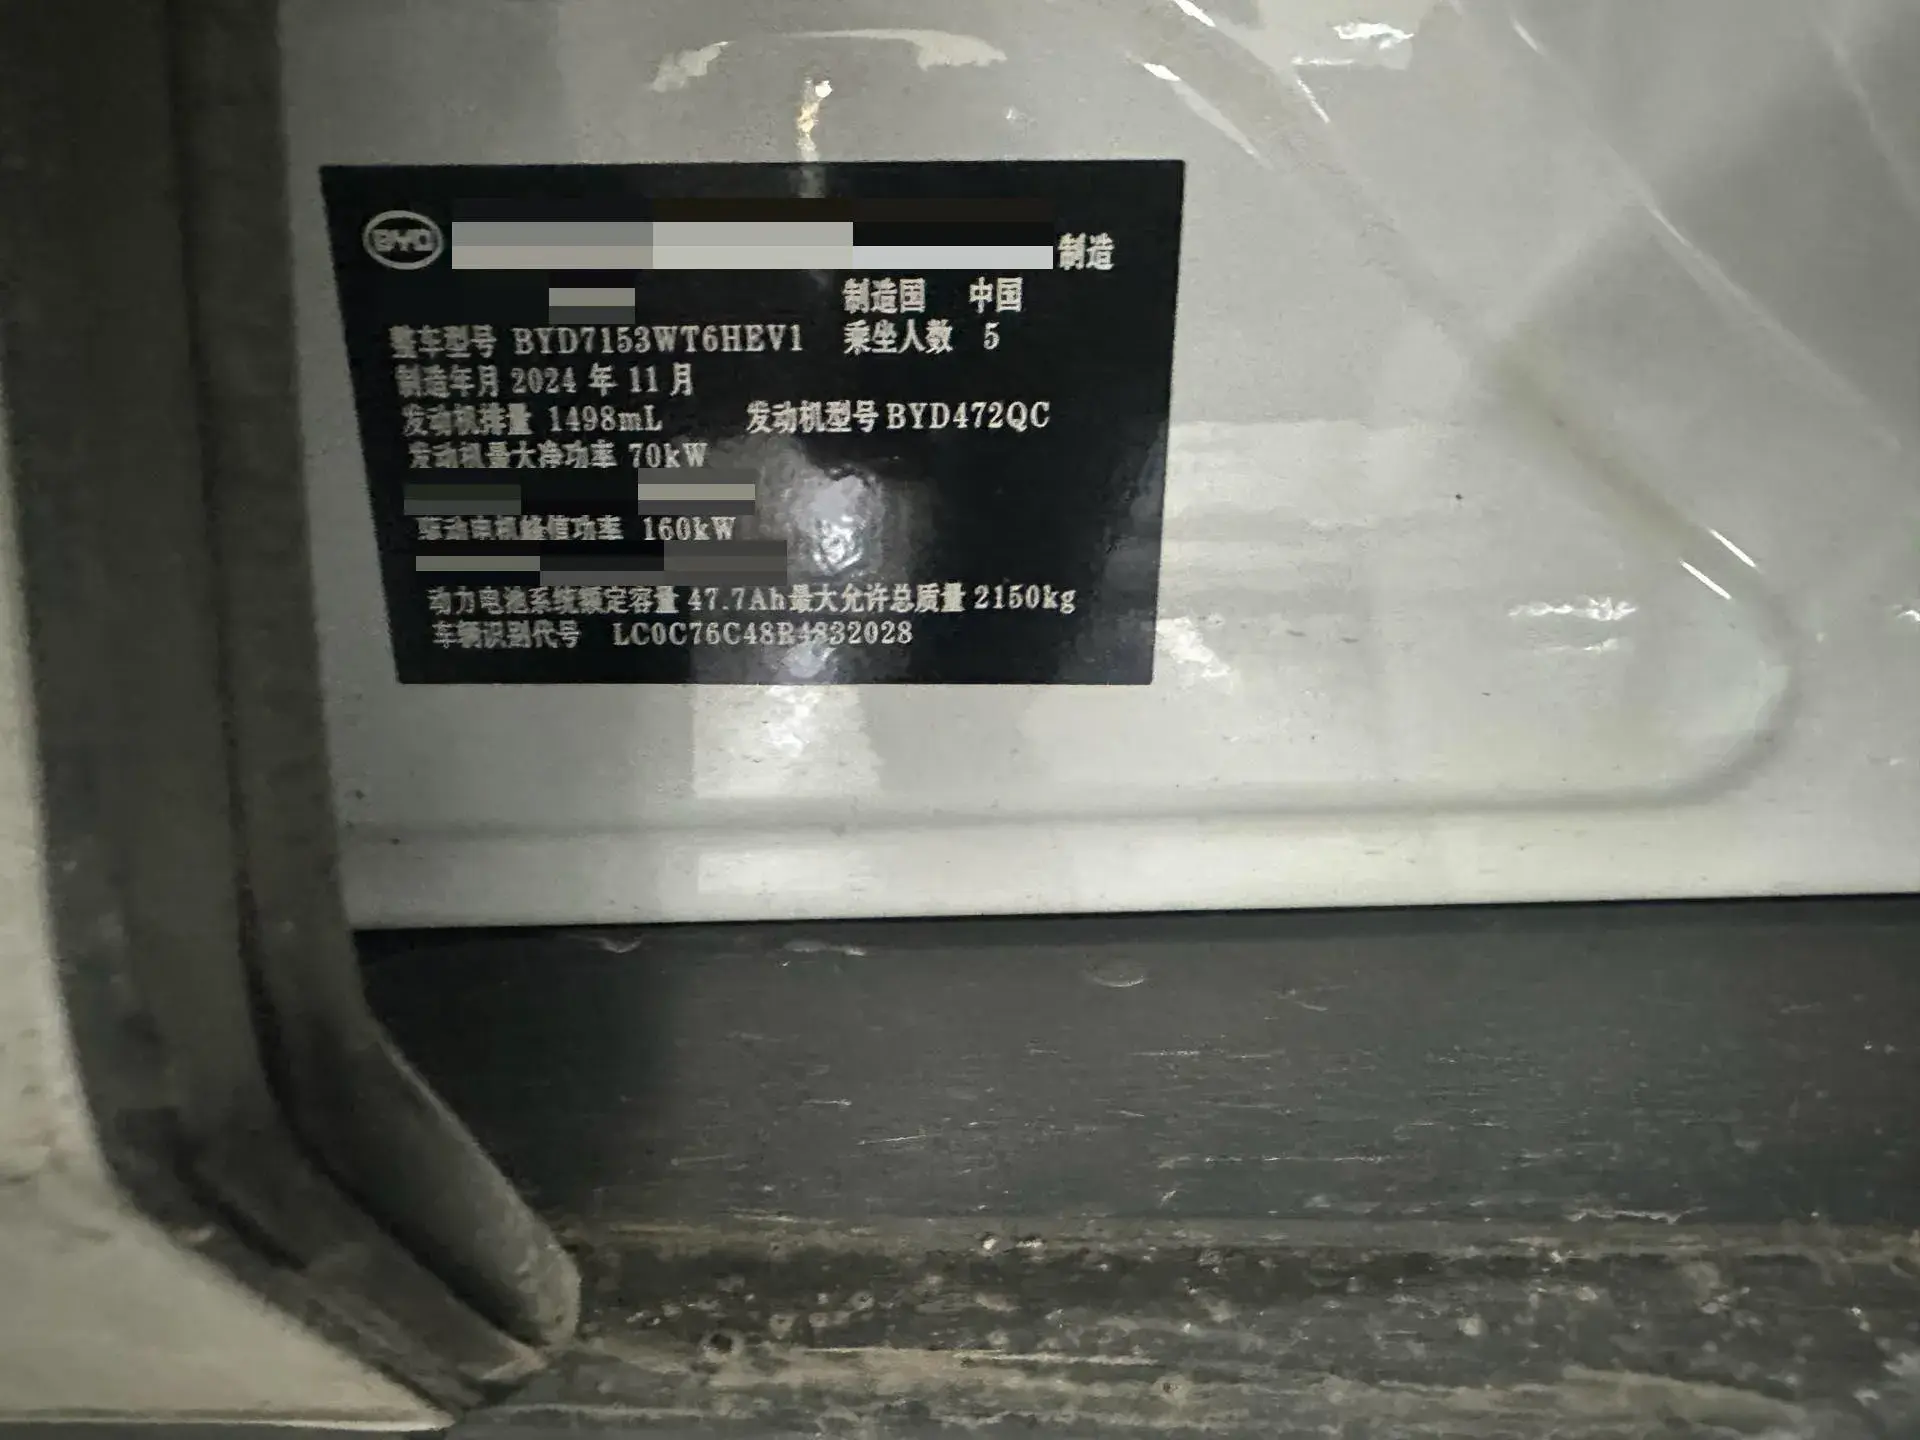 BYD 制造
制造国 中国
整车型号 BYD7153WT6HEV1 乘坐人数 5
制造年月 2024 年 11 月
发动机排量 1498mL 发动机型号 BYD472QC
发动机最大净功率 70kW
驱动电机峰值功率 160kW
动力电池系统额定容量 47.7Ah 最大允许总质量 2150kg
车辆识别代号 LC0C76C48R4832028